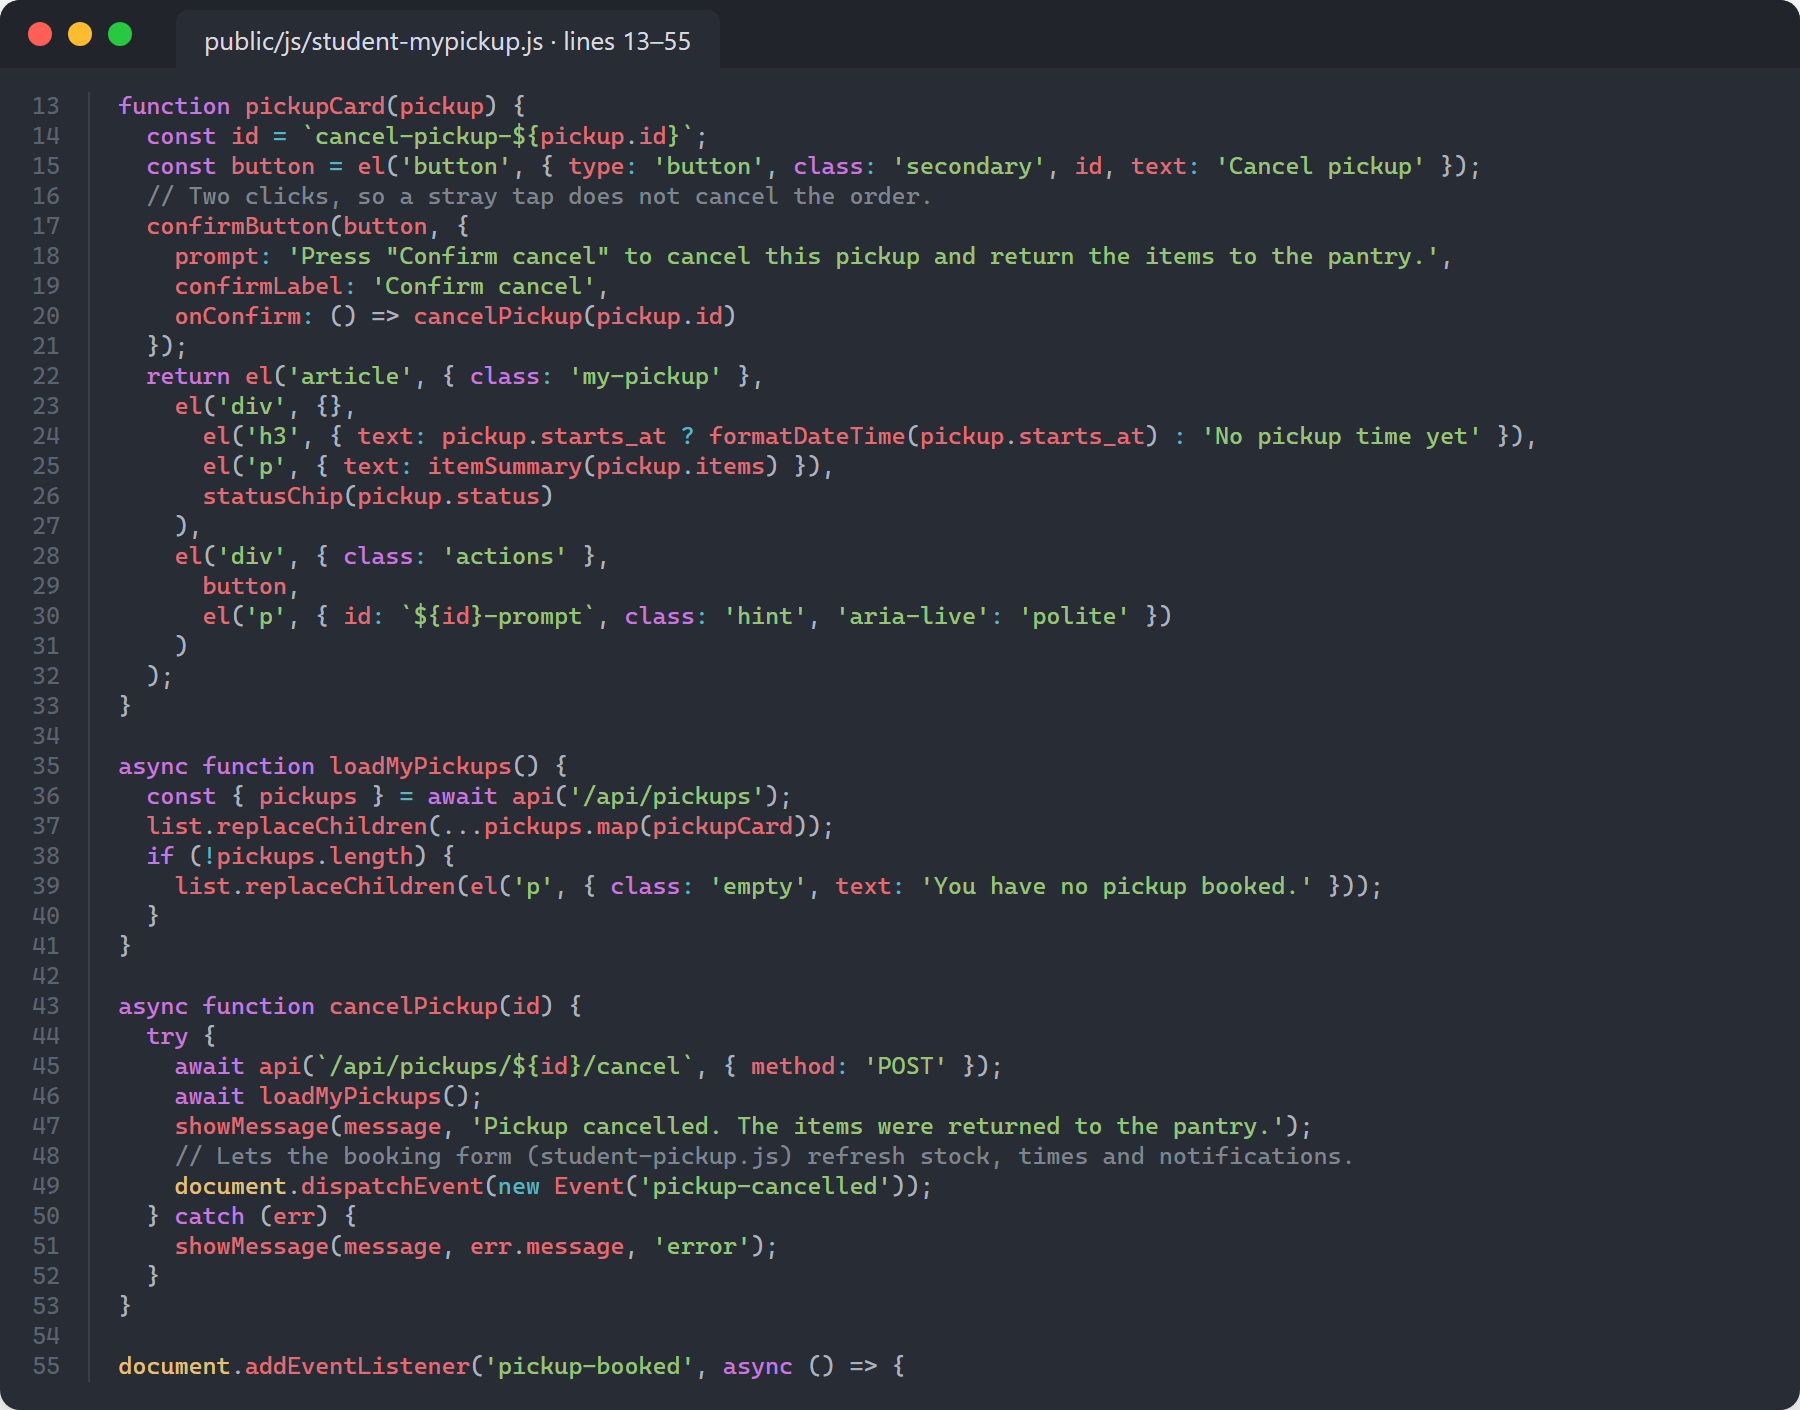 public/js/student-mypickup.js · lines 13–55
13 function pickupCard(pickup) {
14   const id = `cancel-pickup-${pickup.id}`;
15   const button = el('button', { type: 'button', class: 'secondary', id, text: 'Cancel pickup' });
16   // Two clicks, so a stray tap does not cancel the order.
17   confirmButton(button, {
18     prompt: 'Press "Confirm cancel" to cancel this pickup and return the items to the pantry.',
19     confirmLabel: 'Confirm cancel',
20     onConfirm: () => cancelPickup(pickup.id)
21   });
22   return el('article', { class: 'my-pickup' },
23     el('div', {},
24       el('h3', { text: pickup.starts_at ? formatDateTime(pickup.starts_at) : 'No pickup time yet' }),
25       el('p', { text: itemSummary(pickup.items) }),
26       statusChip(pickup.status)
27     ),
28     el('div', { class: 'actions' },
29       button,
30       el('p', { id: `${id}-prompt`, class: 'hint', 'aria-live': 'polite' })
31     )
32   );
33 }
34
35 async function loadMyPickups() {
36   const { pickups } = await api('/api/pickups');
37   list.replaceChildren(...pickups.map(pickupCard));
38   if (!pickups.length) {
39     list.replaceChildren(el('p', { class: 'empty', text: 'You have no pickup booked.' }));
40   }
41 }
42
43 async function cancelPickup(id) {
44   try {
45     await api(`/api/pickups/${id}/cancel`, { method: 'POST' });
46     await loadMyPickups();
47     showMessage(message, 'Pickup cancelled. The items were returned to the pantry.');
48     // Lets the booking form (student-pickup.js) refresh stock, times and notifications.
49     document.dispatchEvent(new Event('pickup-cancelled'));
50   } catch (err) {
51     showMessage(message, err.message, 'error');
52   }
53 }
54
55 document.addEventListener('pickup-booked', async () => {